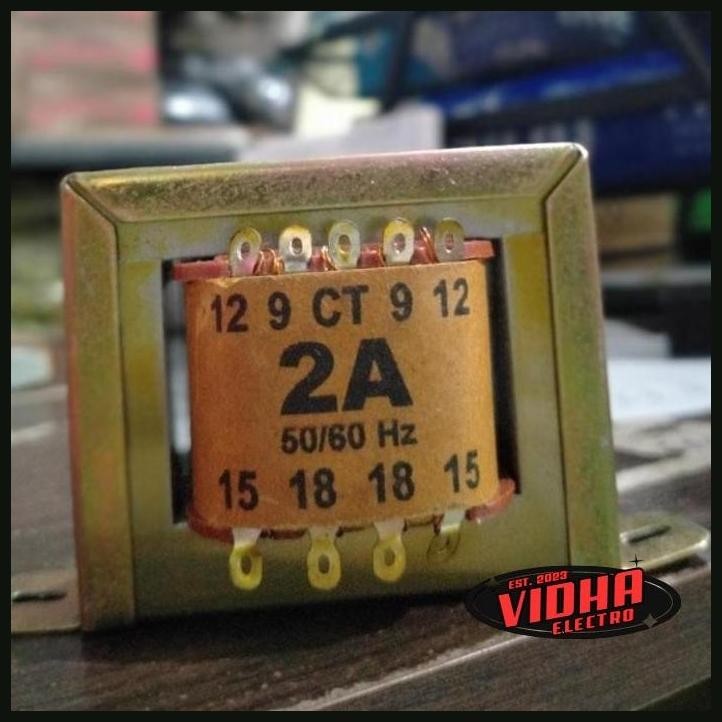 12 9 CT 9 12
2A
50/60 Hz
15 18 18 15
EST. 2023
VIDHA
ELECTRO